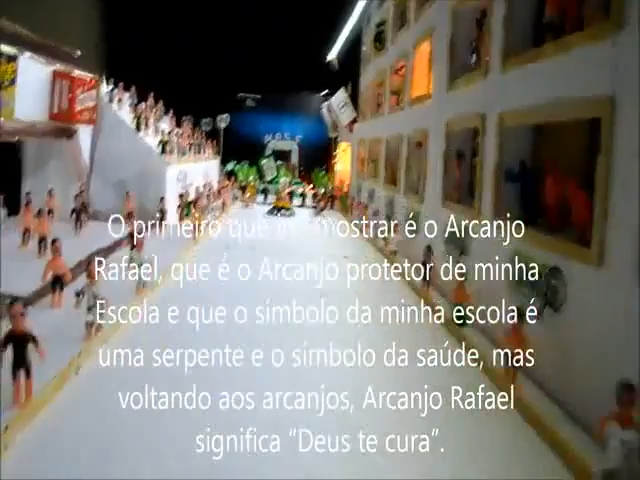 O primeiro que mostrar é o Arcanjo
Rafael, que é o Arcanjo protetor de minha
Escola e que o símbolo da minha escola é
uma serpente e o símbolo da saúde, mas
voltando aos arcanjos, Arcanjo Rafael
significa "Deus te cura".